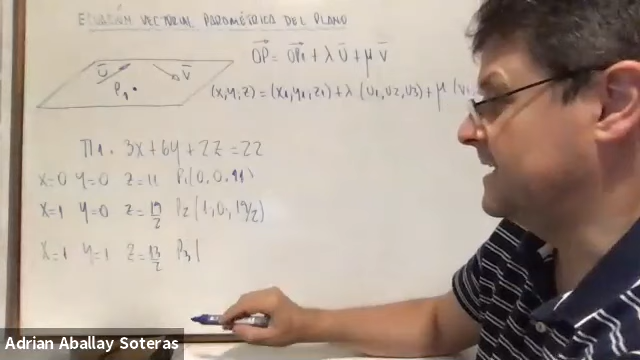 ECUACIÓN VECTORIAL PARAMÉTRICA DEL PLANO
OP = OP1 + λ U + μ V
U V
P1
(x,y,z) = (x1,y1,z1) + λ (U1,U2,U3) + μ (V1,
π1: 3x+6y+2z=22
x=0 y=0 z=11 P1(0,0,11)
x=1 y=0 z=19/2 P2(1,0,19/2)
x=1 y=1 z=13/2 P3(
Adrian Aballay Soteras